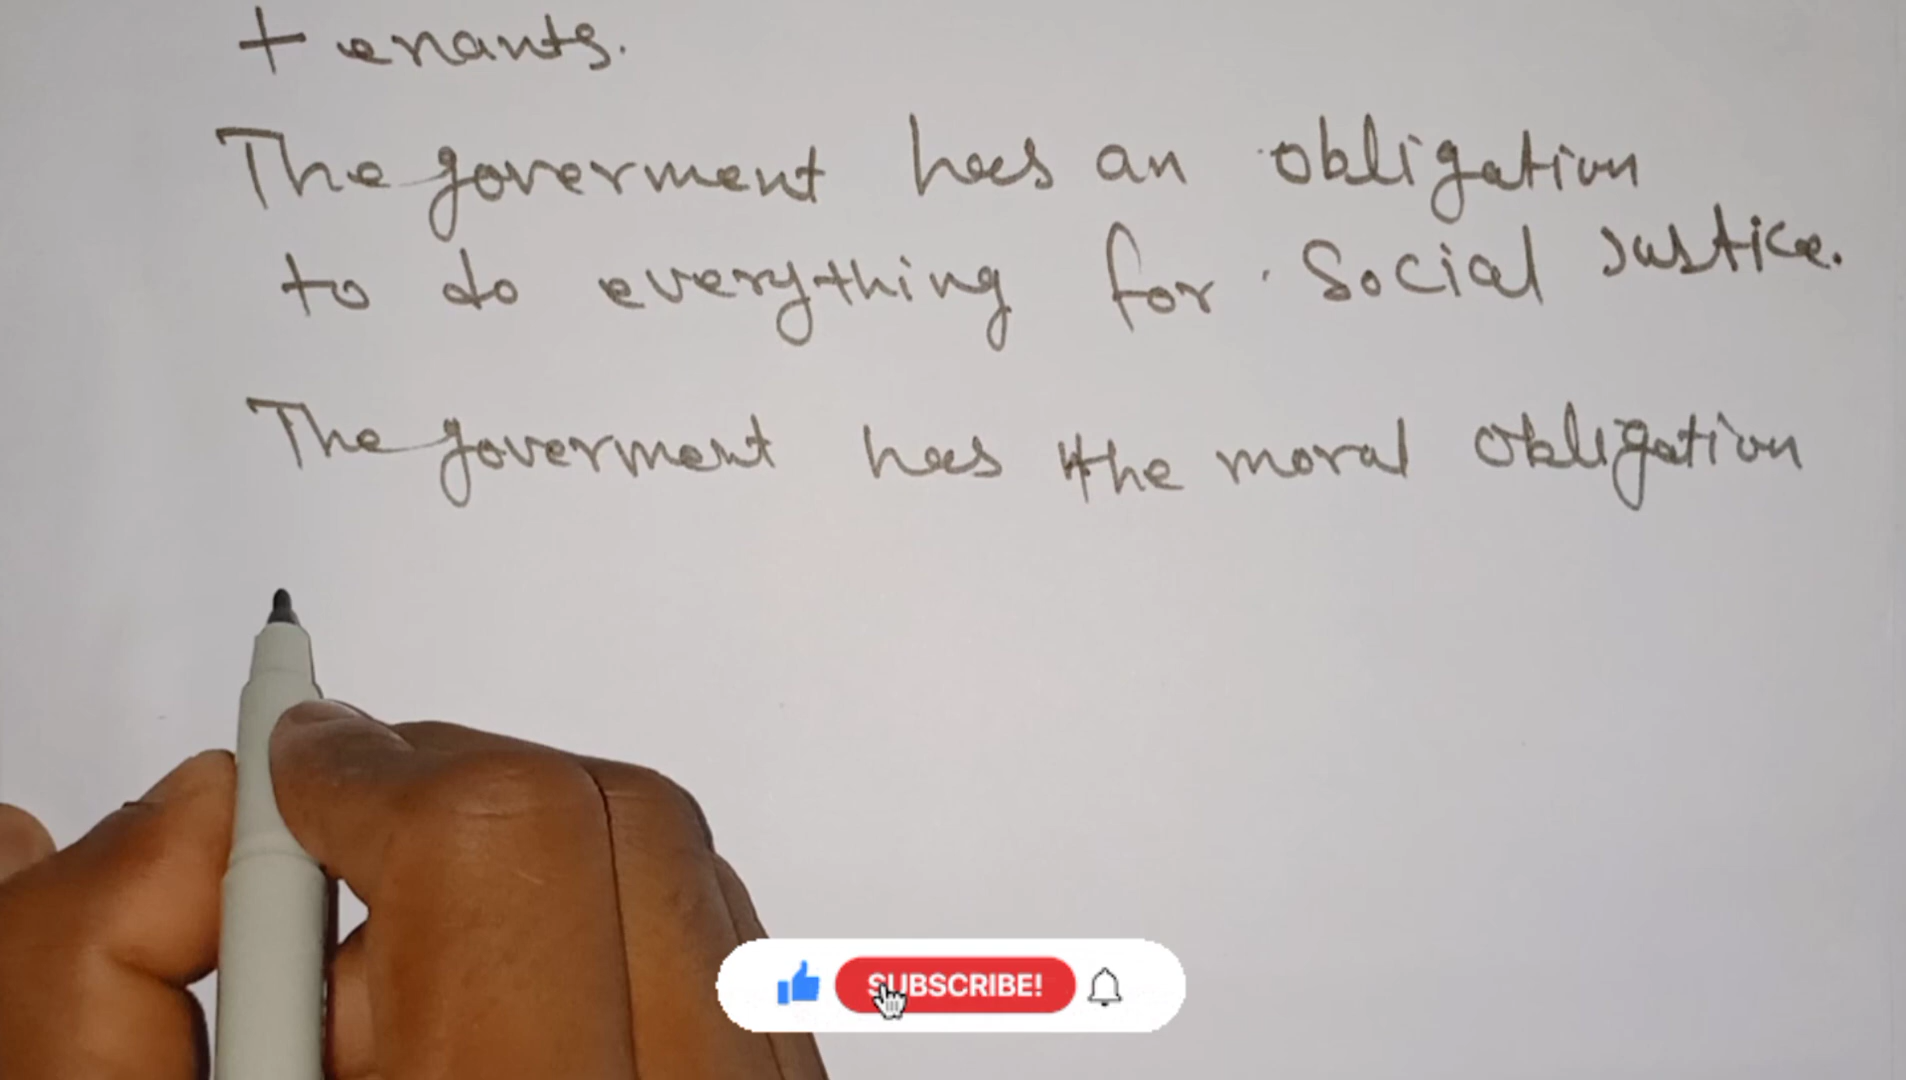 tenants.
The goverment has an obligation
to do everything for Social Justice.
The goverment has the moral obligation
SUBSCRIBE!